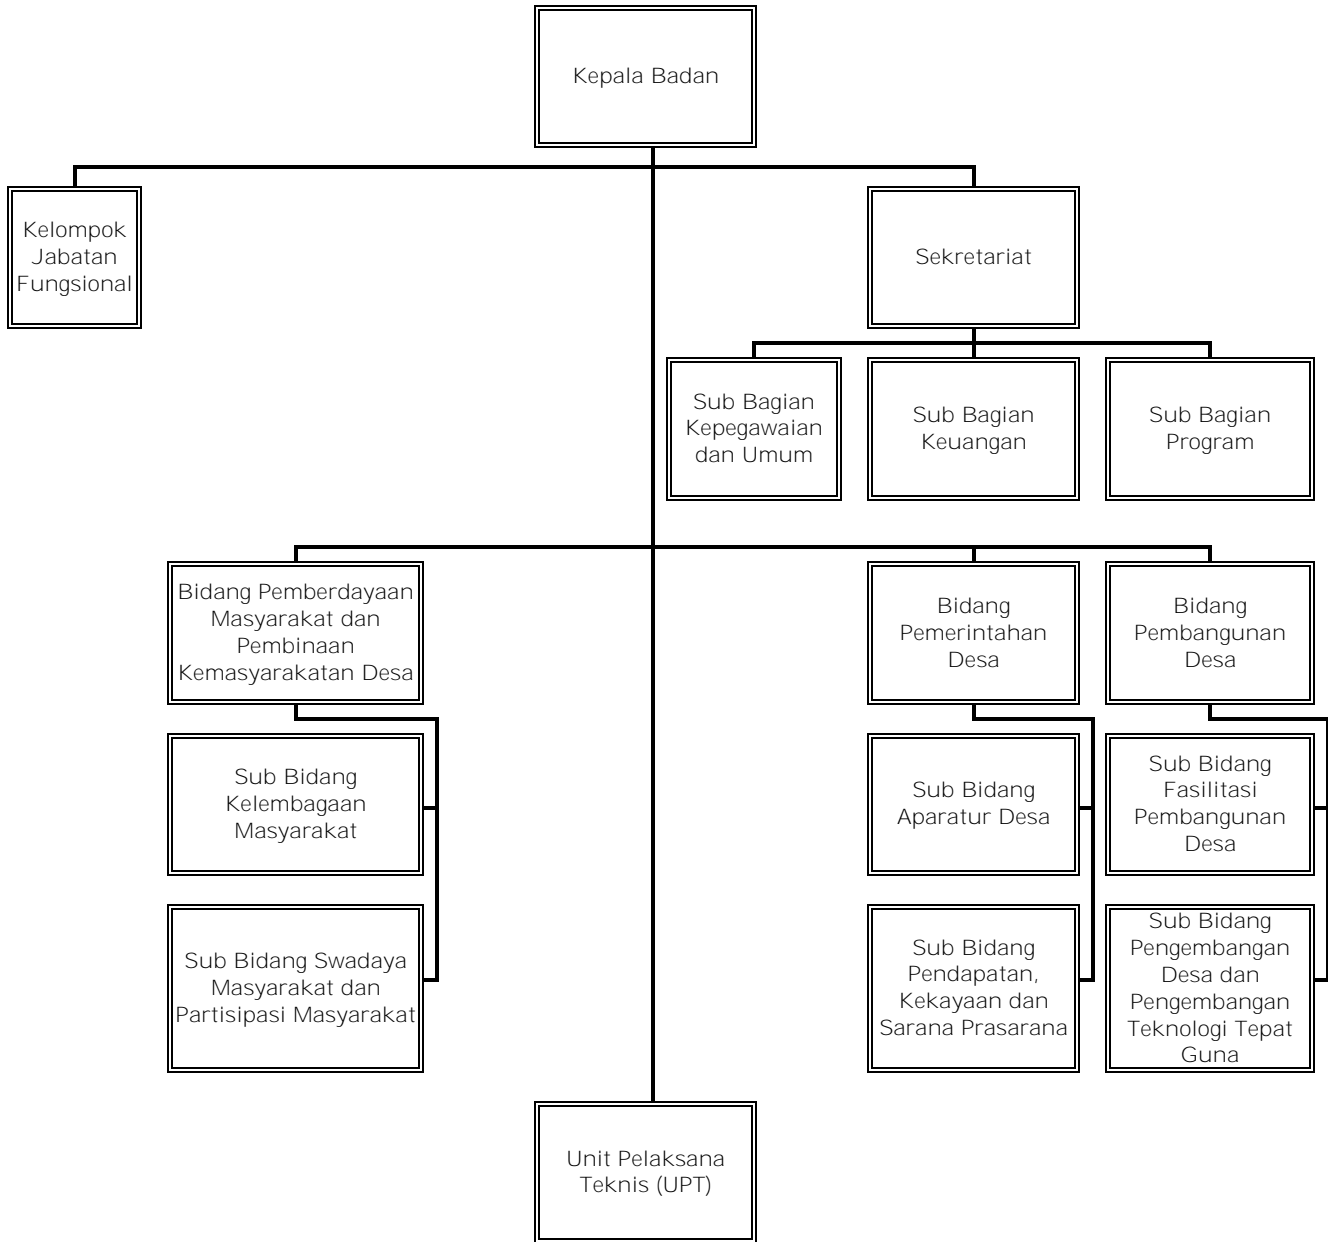 Kepala Badan
Kelompok
Jabatan
Fungsional
Sekretariat
Sub Bagian
Kepegawaian
dan Umum
Sub Bagian
Keuangan
Sub Bagian
Program
Bidang Pemberdayaan
Masyarakat dan
Pembinaan
Kemasyarakatan Desa
Bidang
Pemerintahan
Desa
Bidang
Pembangunan
Desa
Sub Bidang
Kelembagaan
Masyarakat
Sub Bidang
Aparatur Desa
Sub Bidang
Fasilitasi
Pembangunan
Desa
Sub Bidang Swadaya
Masyarakat dan
Partisipasi Masyarakat
Sub Bidang
Pendapatan,
Kekayaan dan
Sarana Prasarana
Sub Bidang
Pengembangan
Desa dan
Pengembangan
Teknologi Tepat
Guna
Unit Pelaksana
Teknis (UPT)